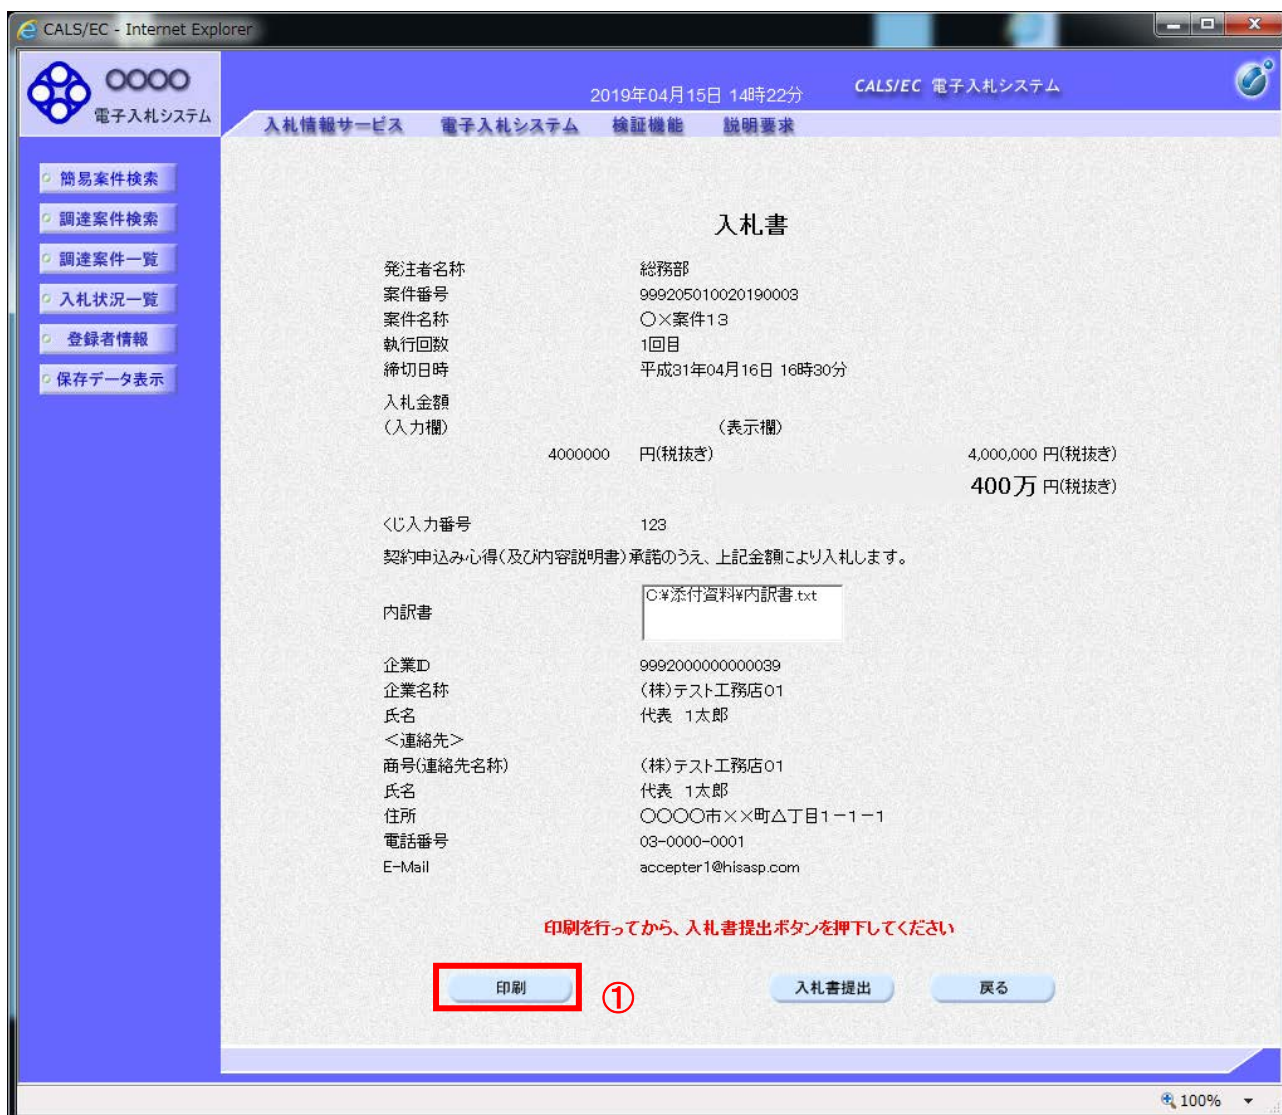 CALS/EC - Internet Explorer
○○○○
電子入札システム
2019年04月15日 14時22分
CALS/EC 電子入札システム
入札情報サービス 電子入札システム 検証機能 説明要求
簡易案件検索
調達案件検索
調達案件一覧
入札状況一覧
登録者情報
保存データ表示
入札書
発注者名称 総務部
案件番号 999205010020190003
案件名称 ○×案件13
執行回数 1回目
締切日時 平成31年04月16日 16時30分
入札金額
(入力欄) (表示欄)
4000000 円(税抜き) 4,000,000 円(税抜き)
400万 円(税抜き)
くじ入力番号 123
契約申込み心得(及び内容説明書)承諾のうえ、上記金額により入札します。
内訳書 C:¥添付資料¥内訳書.txt
企業ID 9992000000000039
企業名称 (株)テスト工務店01
氏名 代表 1太郎
<連絡先>
商号(連絡先名称) (株)テスト工務店01
氏名 代表 1太郎
住所 ○○○○市××町△丁目1-1-1
電話番号 03-0000-0001
E-Mail accepter1@hisasp.com
印刷を行ってから、入札書提出ボタンを押下してください
印刷 ① 入札書提出 戻る
100%